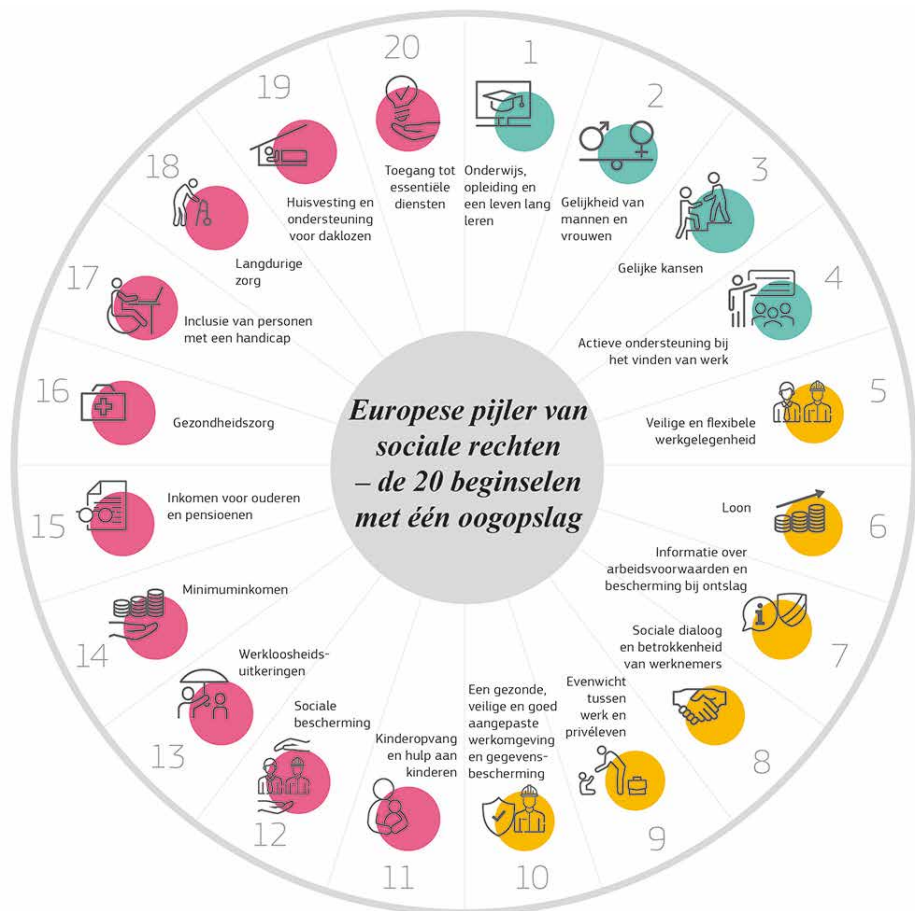 Europese pijler van
sociale rechten
– de 20 beginselen
met één oogopslag
1
Onderwijs,
opleiding en
een leven lang
leren
2
Gelijkheid van
mannen en
vrouwen
3
Gelijke kansen
4
Actieve ondersteuning bij
het vinden van werk
5
Veilige en flexibele
werkgelegenheid
6
Loon
7
Informatie over
arbeidsvoorwaarden en
bescherming bij ontslag
i
8
Sociale dialoog
en betrokkenheid
van werknemers
9
Evenwicht
tussen
werk en
privéleven
10
Een gezonde,
veilige en goed
aangepaste
werkomgeving
en gegevens-
bescherming
11
Kinderopvang
en hulp aan
kinderen
12
Sociale
bescherming
13
Werkloosheids-
uitkeringen
14
Minimuminkomen
15
Inkomen voor ouderen
en pensioenen
16
Gezondheidszorg
17
Inclusie van personen
met een handicap
18
Langdurige
zorg
19
Huisvesting en
ondersteuning
voor daklozen
20
Toegang tot
essentiële
diensten